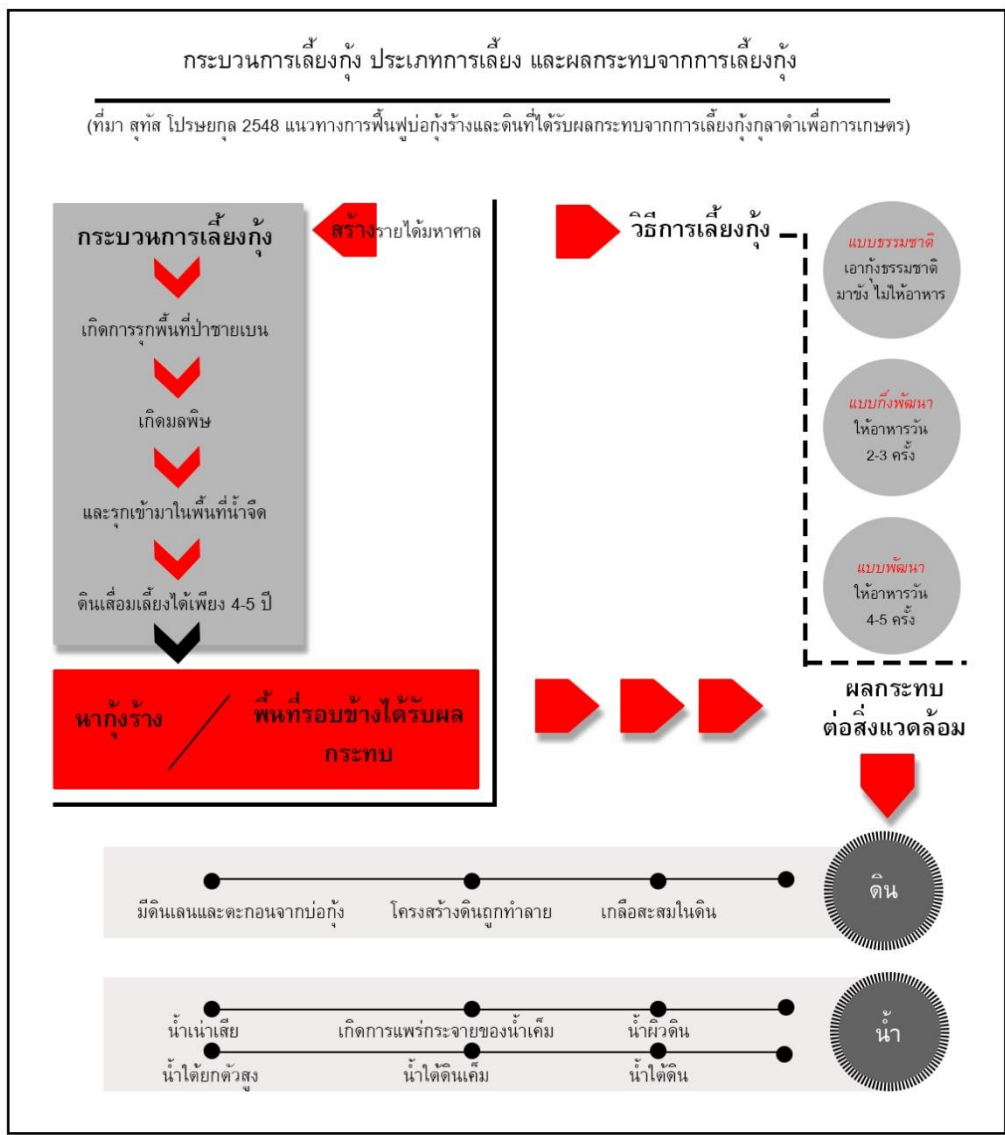 กระบวนการเลี้ยงกุ้ง ประเภทการเลี้ยง และผลกระทบจากการเลี้ยงกุ้ง
(ที่มา สุทัส โปรษยกุล 2548 แนวทางการฟื้นฟูบ่อกุ้งร้างและดินที่ได้รับผลกระทบจากการเลี้ยงกุ้งกุลาดำเพื่อการเกษตร)
กระบวนการเลี้ยงกุ้ง
สร้างรายได้มหาศาล
เกิดการรุกพื้นที่ป่าชายเบน
เกิดมลพิษ
และรุกเข้ามาในพื้นที่น้ำจืด
ดินเสื่อมเลี้ยงได้เพียง 4-5 ปี
นากุ้งร้าง
พื้นที่รอบข้างได้รับผล
กระทบ
วิธีการเลี้ยงกุ้ง
แบบธรรมชาติ
เอากุ้งธรรมชาติ
มาขัง ไม่ให้อาหาร
แบบกึ่งพัฒนา
ให้อาหารวัน
2-3 ครั้ง
แบบพัฒนา
ให้อาหารวัน
4-5 ครั้ง
ผลกระทบ
ต่อสิ่งแวดล้อม
ดิน
มีดินเลนและตะกอนจากบ่อกุ้ง
โครงสร้างดินถูกทำลาย
เกลือสะสมในดิน
น้ำ
น้ำเน่าเสีย
เกิดการแพร่กระจายของน้ำเค็ม
น้ำผิวดิน
น้ำใต้ยกตัวสูง
น้ำใต้ดินเค็ม
น้ำใต้ดิน